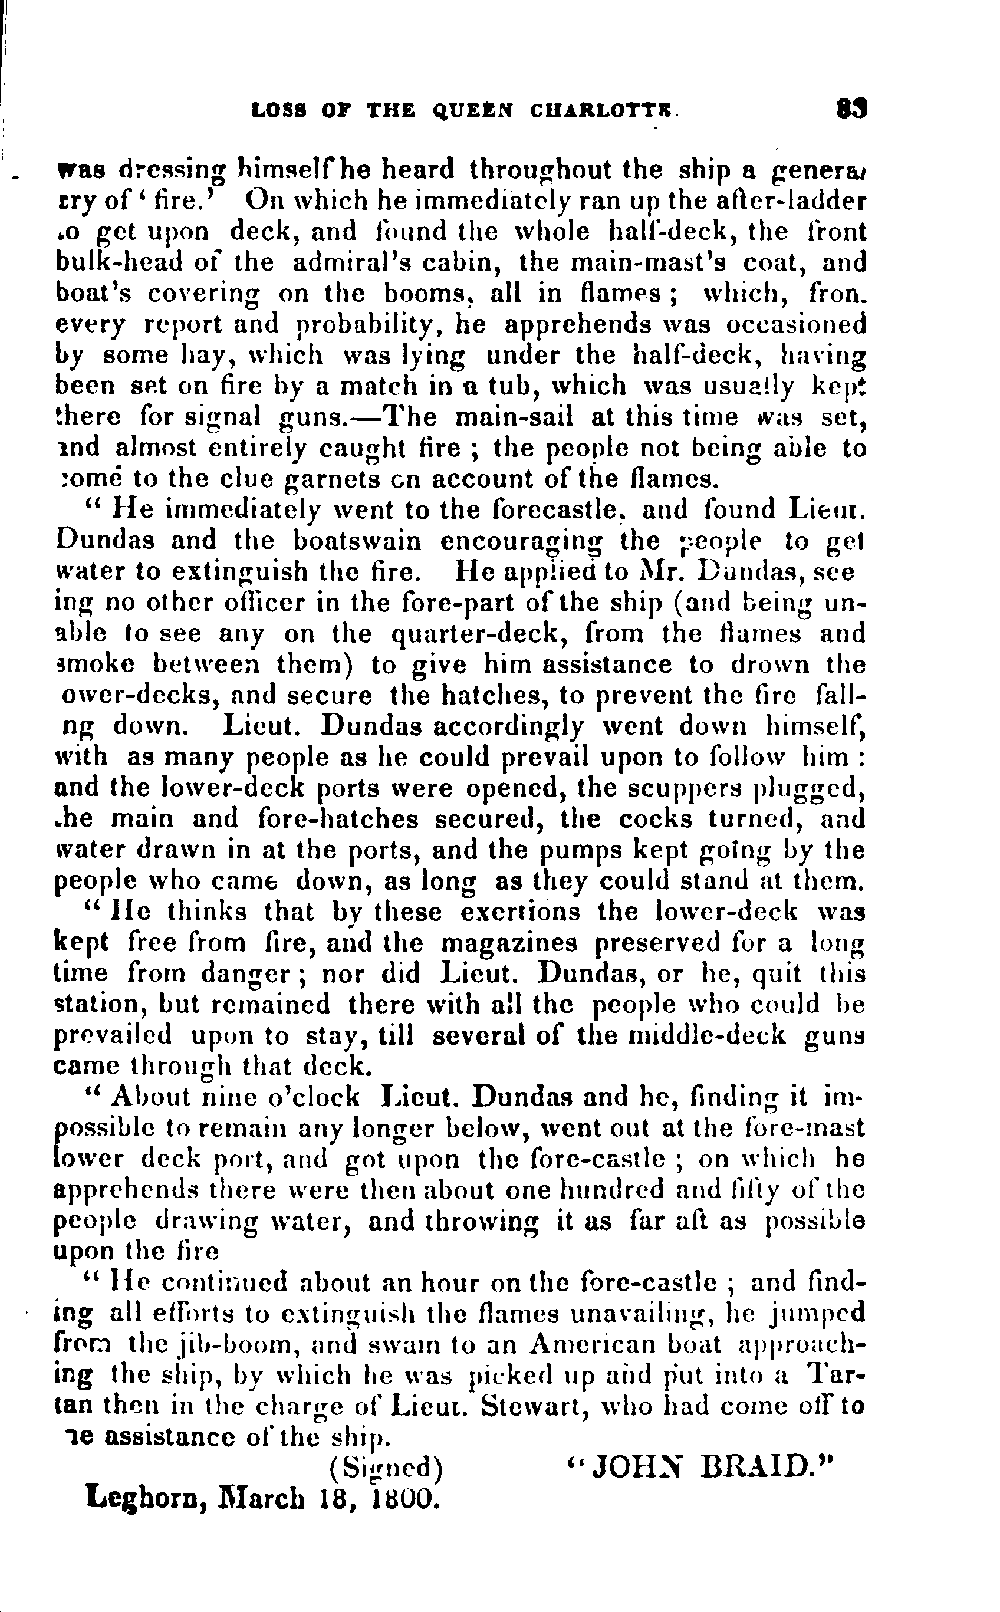 LOSS OF THE QUEEN CHARLOTTE. 83
was dressing himself he heard throughout the ship a general
cry of ‘ fire.’ On which he immediately ran up the after-ladder
to get upon deck, and found the whole half-deck, the front
bulk-head of the admiral's cabin, the main-mast's coat, and
boat's covering on the booms, all in flames ; which, from
every report and probability, he apprehends was occasioned
by some hay, which was lying under the half-deck, having
been set on fire by a match in a tub, which was usually kept
there for signal guns.—The main-sail at this time was set,
and almost entirely caught fire ; the people not being able to
come to the clue garnets on account of the flames.
“ He immediately went to the forecastle, and found Lieut.
Dundas and the boatswain encouraging the people to get
water to extinguish the fire. He applied to Mr. Dundas, see
ing no other officer in the fore-part of the ship (and being un-
able to see any on the quarter-deck, from the flames and
smoke between them) to give him assistance to drown the
ower-decks, and secure the hatches, to prevent the fire fall-
ng down. Lieut. Dundas accordingly went down himself,
with as many people as he could prevail upon to follow him :
and the lower-deck ports were opened, the scuppers plugged,
the main and fore-hatches secured, the cocks turned, and
water drawn in at the ports, and the pumps kept going by the
people who came down, as long as they could stand at them.
“ He thinks that by these exertions the lower-deck was
kept free from fire, and the magazines preserved for a long
time from danger ; nor did Lieut. Dundas, or he, quit this
station, but remained there with all the people who could be
prevailed upon to stay, till several of the middle-deck guns
came through that deck.
“ About nine o'clock Lieut. Dundas and he, finding it im-
possible to remain any longer below, went out at the fore-mast
lower deck port, and got upon the fore-castle ; on which he
apprehends there were then about one hundred and fifty of the
people drawing water, and throwing it as far aft as possible
upon the fire
“ He continued about an hour on the fore-castle ; and find-
ing all efforts to extinguish the flames unavailing, he jumped
from the jib-boom, and swam to an American boat approach-
ing the ship, by which he was picked up and put into a Tar-
tan then in the charge of Lieut. Stewart, who had come off to
he assistance of the ship.
(Signed) “JOHN BRAID.”
Leghorn, March 18, 1800.